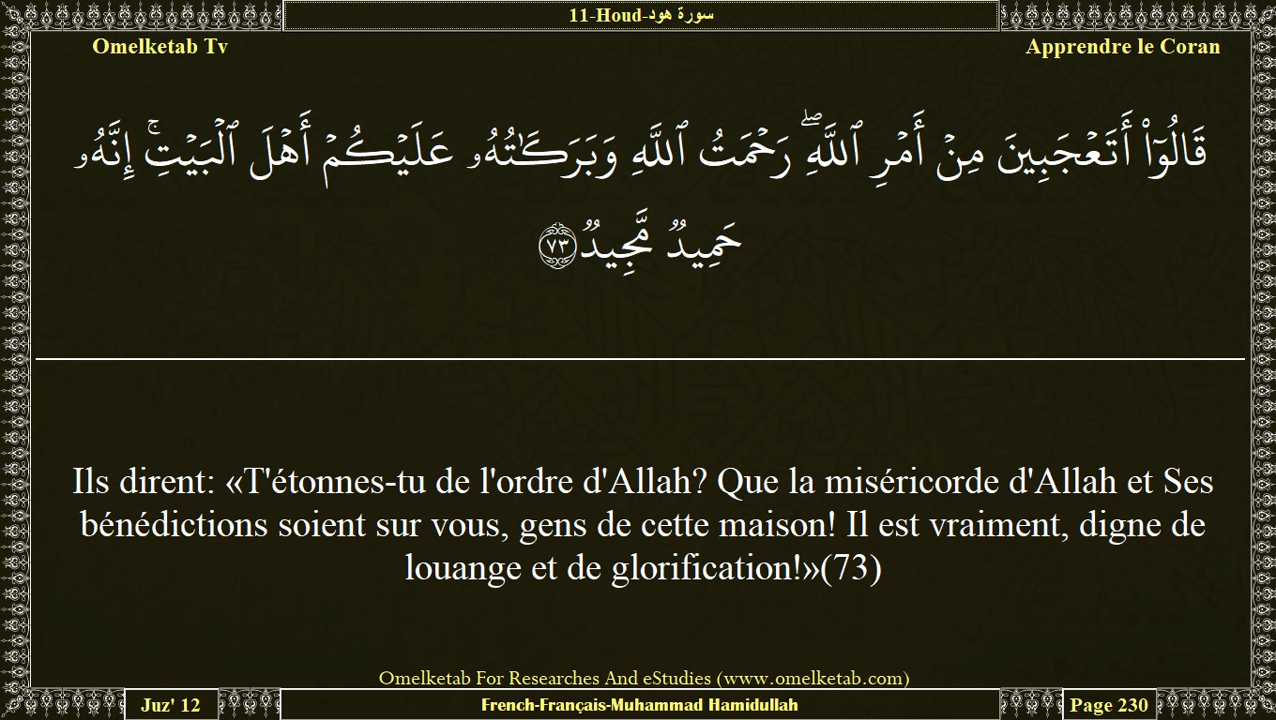 11-Houd-سورة هود
Omelketab Tv
Apprendre le Coran
قَالُوٓا۟ أَتَعْجَبِينَ مِنْ أَمْرِ ٱللَّهِ ۖ رَحْمَتُ ٱللَّهِ وَبَرَكَـٰتُهُۥ عَلَيْكُمْ أَهْلَ ٱلْبَيْتِ ۚ إِنَّهُۥ
حَمِيدٌ مَّجِيدٌ ٧٣
Ils dirent: «T'étonnes-tu de l'ordre d'Allah? Que la miséricorde d'Allah et Ses
bénédictions soient sur vous, gens de cette maison! Il est vraiment, digne de
louange et de glorification!»(73)
Omelketab For Researches And eStudies (www.omelketab.com)
Juz' 12
French-Français-Muhammad Hamidullah
Page 230